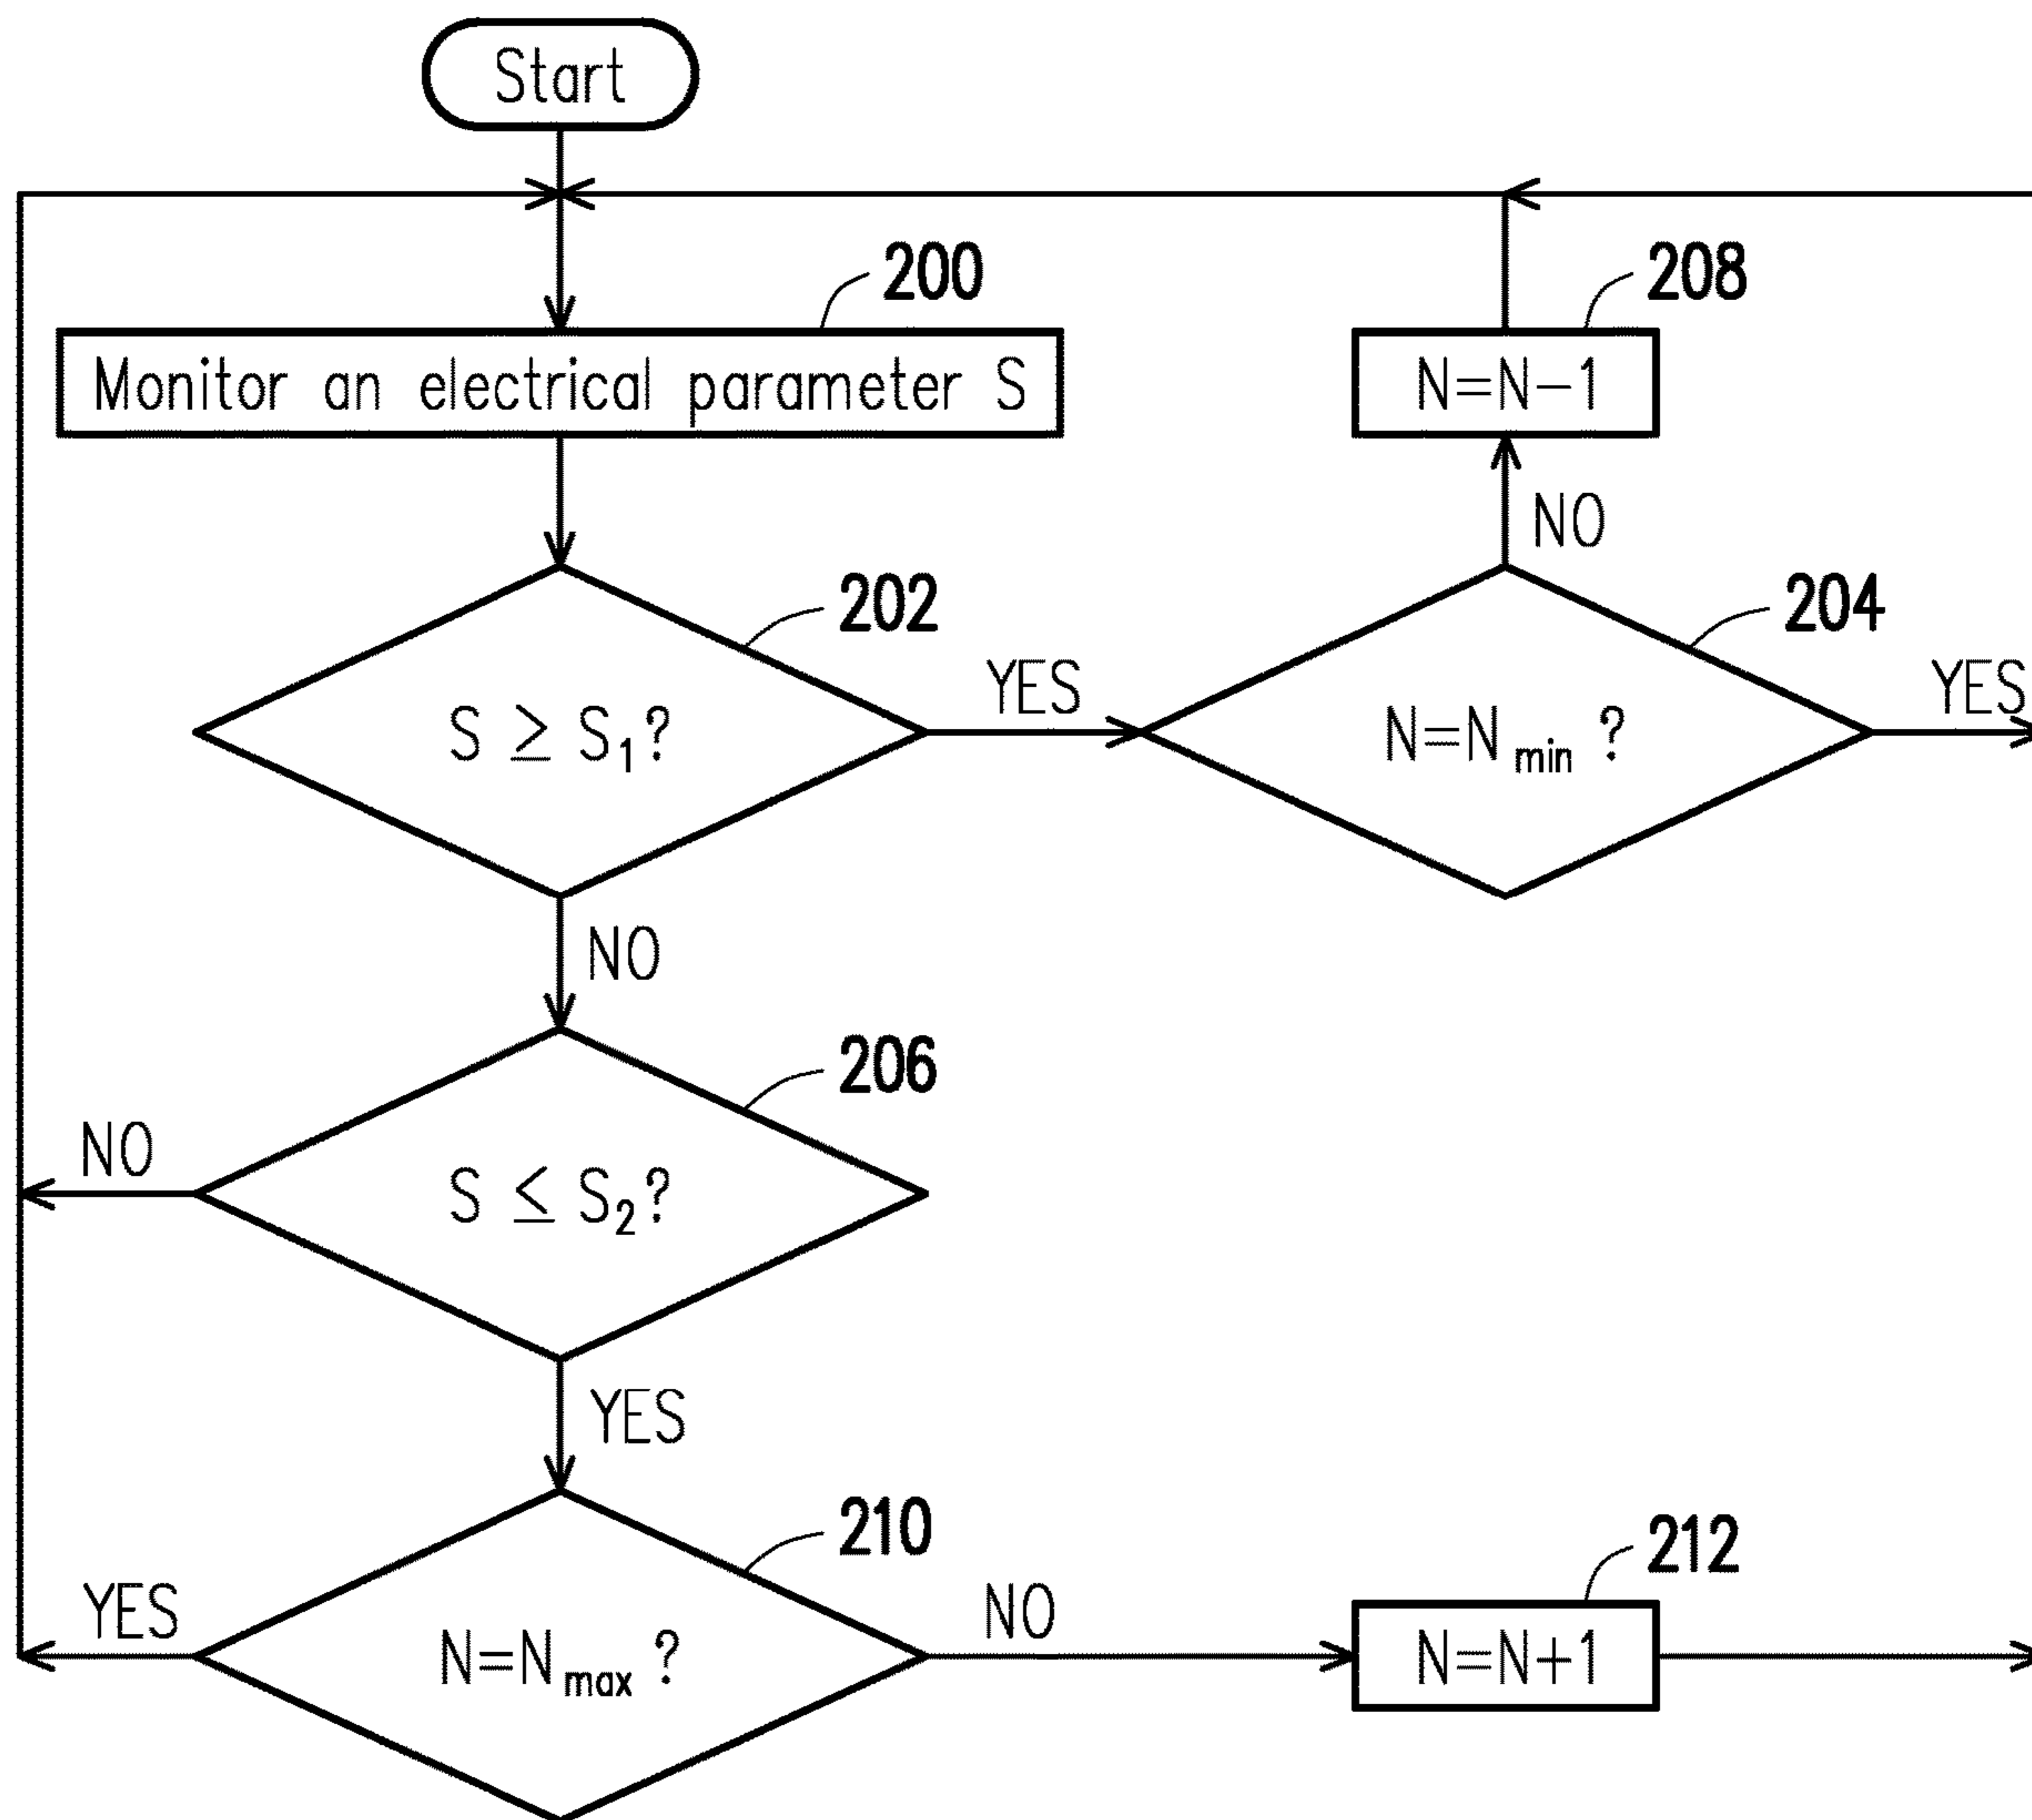 Start
200
Monitor an electrical parameter S
208
N=N−1
NO
202
S ≥ S₁?
YES
204
N=Nmin ?
YES
NO
206
S ≤ S₂?
NO
YES
210
N=Nmax ?
YES
NO
212
N=N+1